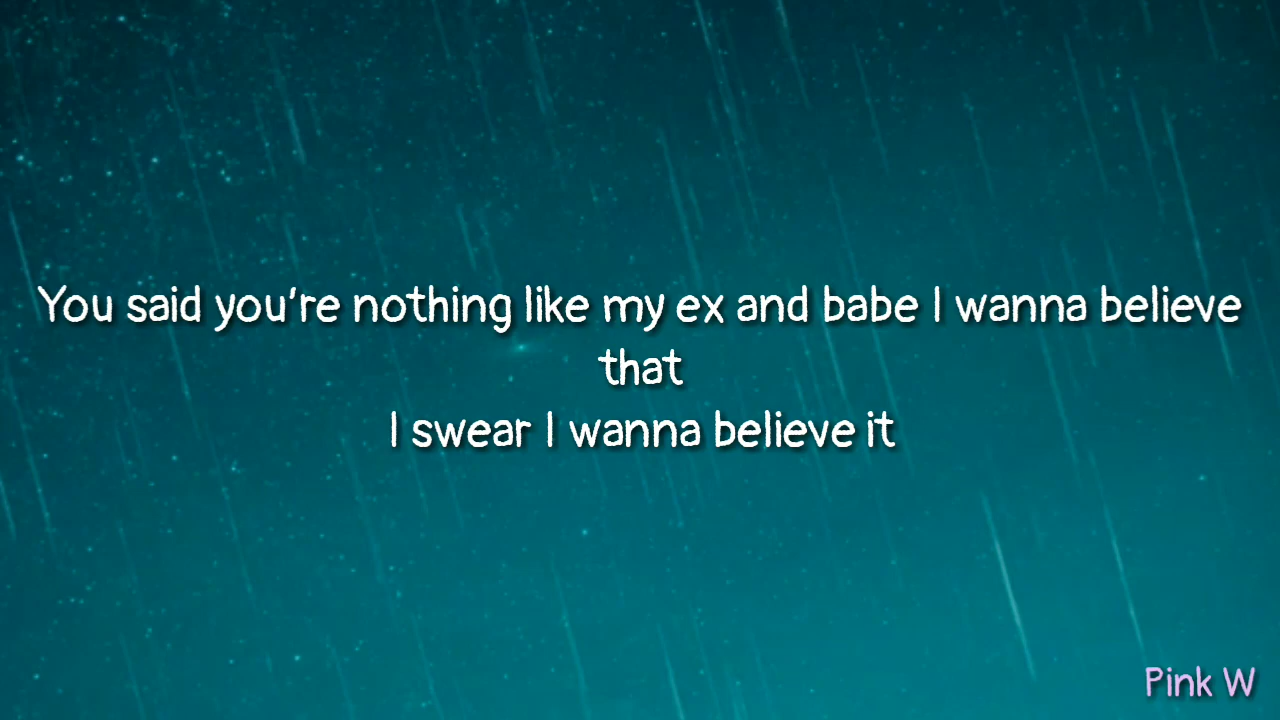 You said you're nothing like my ex and babe I wanna believe
that
I swear I wanna believe it
Pink W